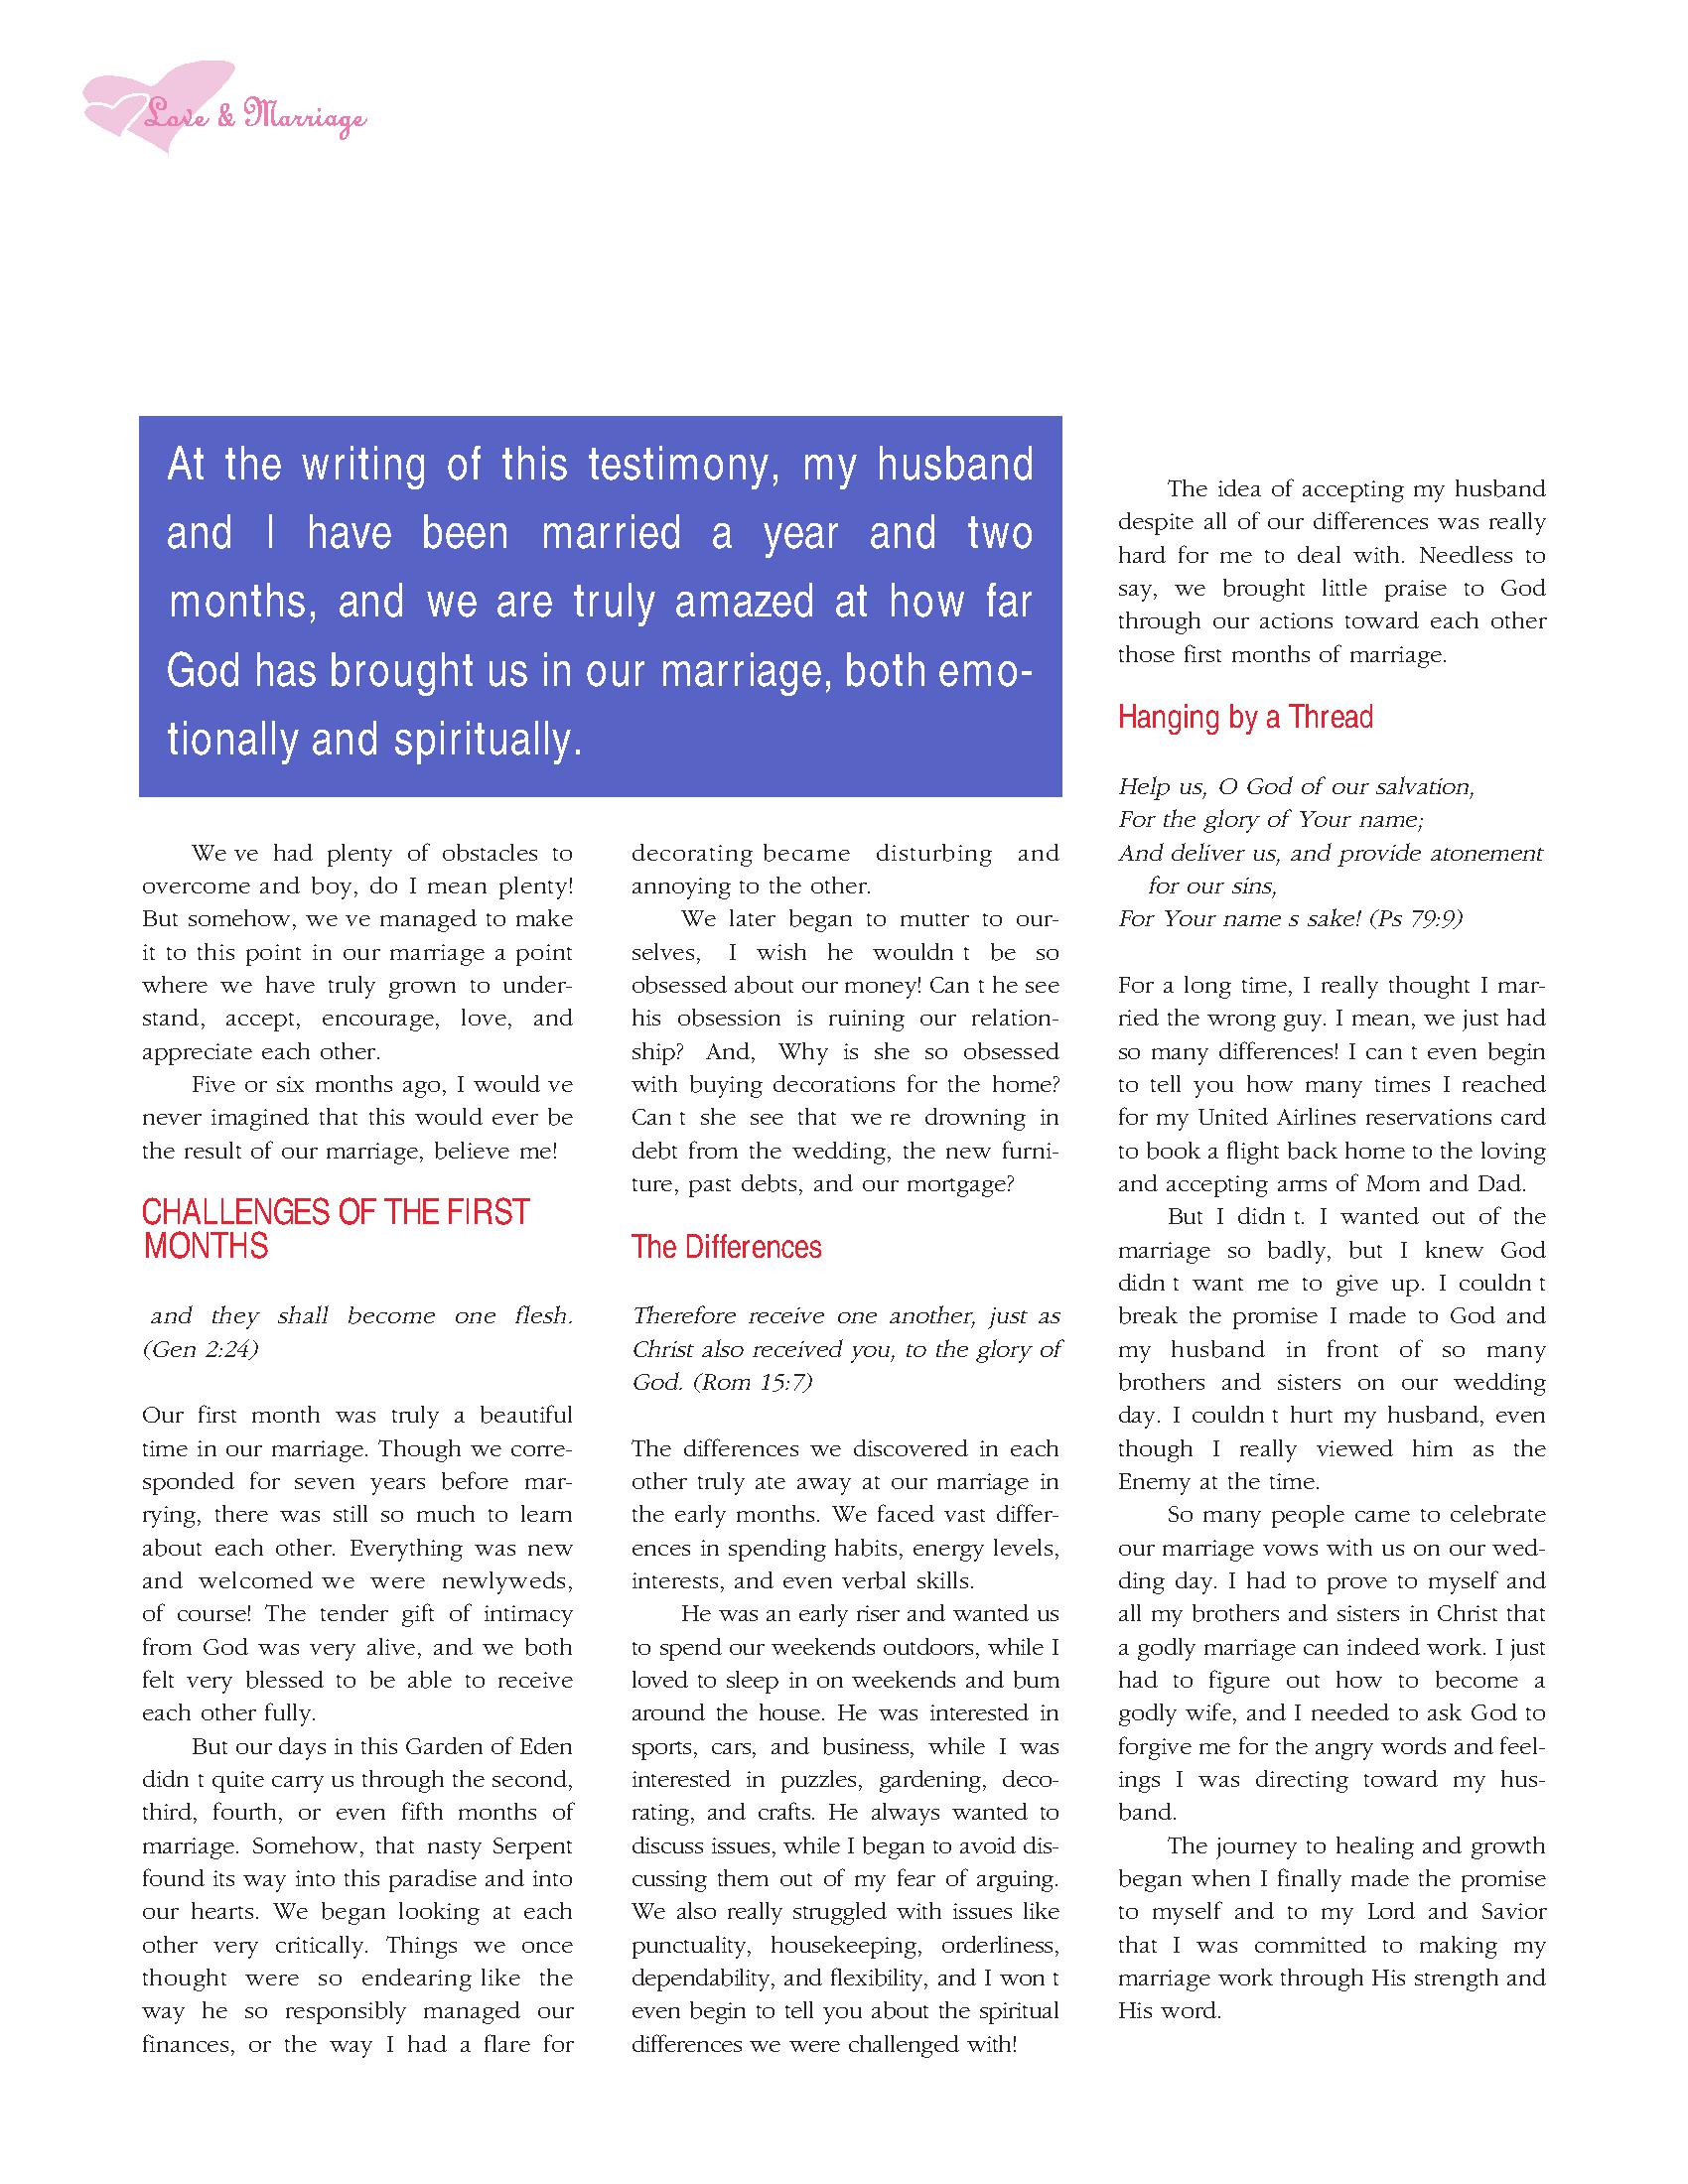 Love & Marriage
At the writing of this testimony, my husband
and I have been married a year and two
months, and we are truly amazed at how far
God has brought us in our marriage, both emo-
tionally and spiritually.
We ve had plenty of obstacles to
overcome and boy, do I mean plenty!
But somehow, we ve managed to make
it to this point in our marriage a point
where we have truly grown to under-
stand, accept, encourage, love, and
appreciate each other.
Five or six months ago, I would ve
never imagined that this would ever be
the result of our marriage, believe me!
CHALLENGES OF THE FIRST
MONTHS
and they shall become one flesh.
(Gen 2:24)
Our first month was truly a beautiful
time in our marriage. Though we corre-
sponded for seven years before mar-
rying, there was still so much to learn
about each other. Everything was new
and welcomed we were newlyweds,
of course! The tender gift of intimacy
from God was very alive, and we both
felt very blessed to be able to receive
each other fully.
But our days in this Garden of Eden
didn t quite carry us through the second,
third, fourth, or even fifth months of
marriage. Somehow, that nasty Serpent
found its way into this paradise and into
our hearts. We began looking at each
other very critically. Things we once
thought were so endearing like the
way he so responsibly managed our
finances, or the way I had a flare for
decorating became disturbing and
annoying to the other.
We later began to mutter to our-
selves, I wish he wouldn t be so
obsessed about our money! Can t he see
his obsession is ruining our relation-
ship? And, Why is she so obsessed
with buying decorations for the home?
Can t she see that we re drowning in
debt from the wedding, the new furni-
ture, past debts, and our mortgage?
The Differences
Therefore receive one another, just as
Christ also received you, to the glory of
God. (Rom 15:7)
The differences we discovered in each
other truly ate away at our marriage in
the early months. We faced vast differ-
ences in spending habits, energy levels,
interests, and even verbal skills.
He was an early riser and wanted us
to spend our weekends outdoors, while I
loved to sleep in on weekends and bum
around the house. He was interested in
sports, cars, and business, while I was
interested in puzzles, gardening, deco-
rating, and crafts. He always wanted to
discuss issues, while I began to avoid dis-
cussing them out of my fear of arguing.
We also really struggled with issues like
punctuality, housekeeping, orderliness,
dependability, and flexibility, and I won t
even begin to tell you about the spiritual
differences we were challenged with!
The idea of accepting my husband
despite all of our differences was really
hard for me to deal with. Needless to
say, we brought little praise to God
through our actions toward each other
those first months of marriage.
Hanging by a Thread
Help us, O God of our salvation,
For the glory of Your name;
And deliver us, and provide atonement
for our sins,
For Your name s sake! (Ps 79:9)
For a long time, I really thought I mar-
ried the wrong guy. I mean, we just had
so many differences! I can t even begin
to tell you how many times I reached
for my United Airlines reservations card
to book a flight back home to the loving
and accepting arms of Mom and Dad.
But I didn t. I wanted out of the
marriage so badly, but I knew God
didn t want me to give up. I couldn t
break the promise I made to God and
my husband in front of so many
brothers and sisters on our wedding
day. I couldn t hurt my husband, even
though I really viewed him as the
Enemy at the time.
So many people came to celebrate
our marriage vows with us on our wed-
ding day. I had to prove to myself and
all my brothers and sisters in Christ that
a godly marriage can indeed work. I just
had to figure out how to become a
godly wife, and I needed to ask God to
forgive me for the angry words and feel-
ings I was directing toward my hus-
band.
The journey to healing and growth
began when I finally made the promise
to myself and to my Lord and Savior
that I was committed to making my
marriage work through His strength and
His word.